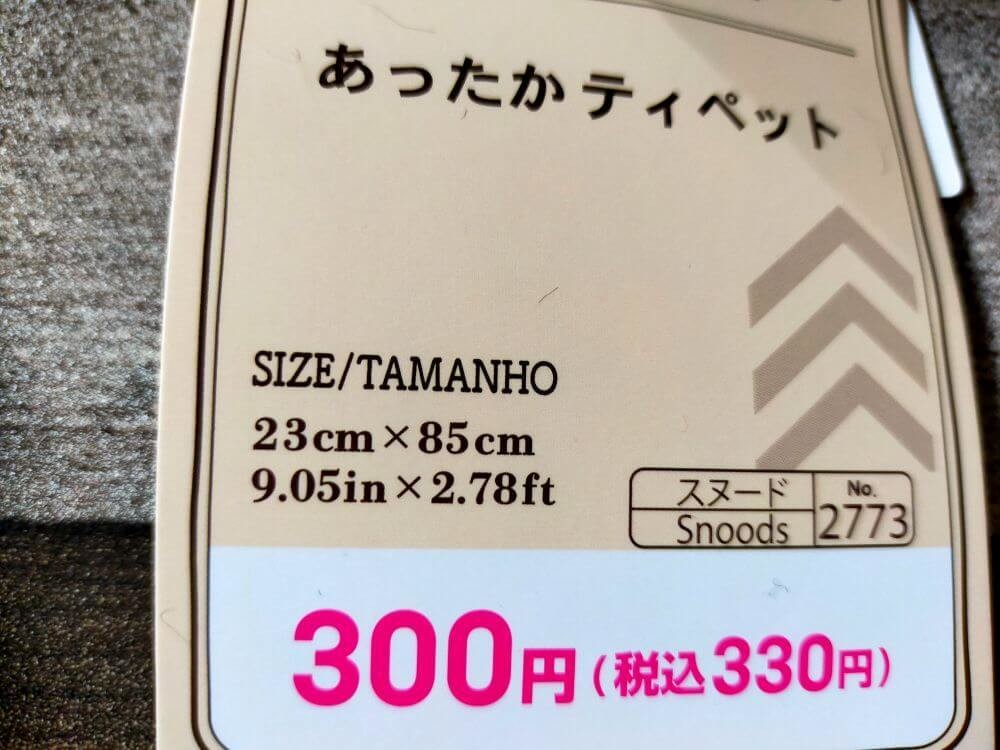 あったかティペット
SIZE/TAMANHO
23cm×85cm
9.05in×2.78ft
スヌード
Snoods
No.
2773
300円(税込330円)